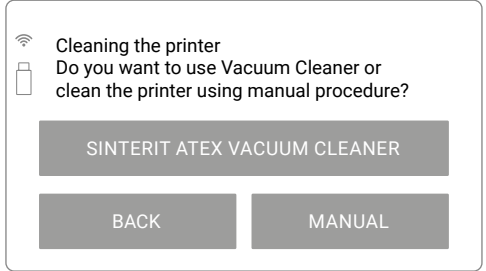 Cleaning the printer
Do you want to use Vacuum Cleaner or
clean the printer using manual procedure?
SINTERIT ATEX VACUUM CLEANER
BACK
MANUAL